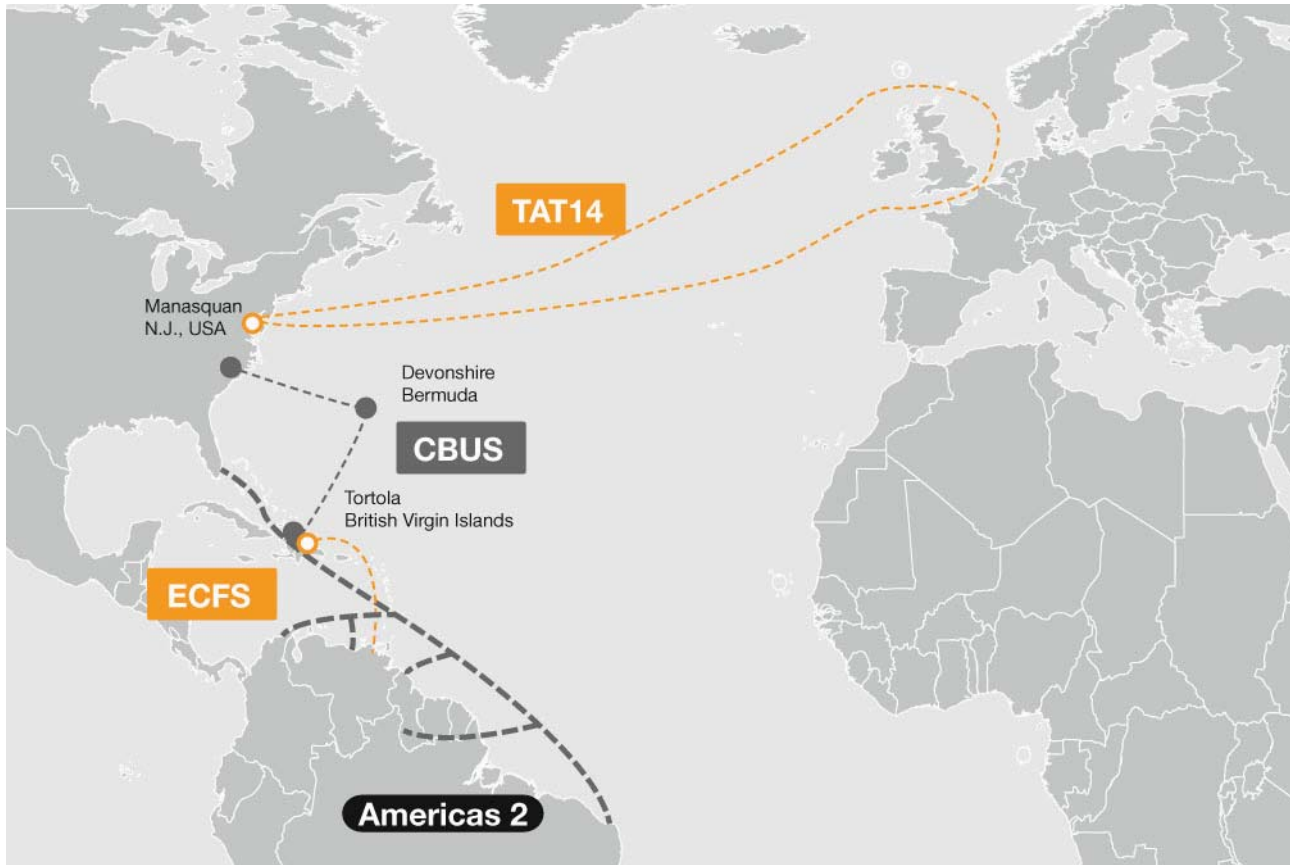 TAT14
Manasquan
N.J., USA
Devonshire
Bermuda
CBUS
Tortola
British Virgin Islands
ECFS
Americas 2